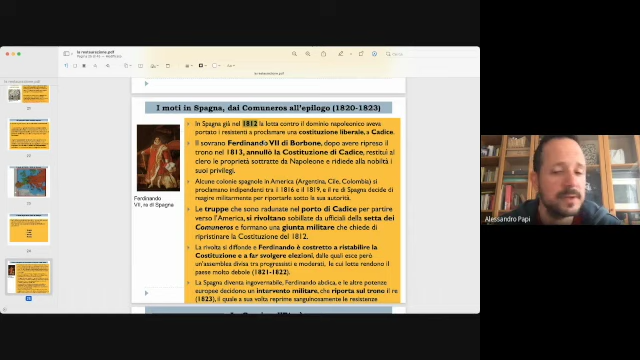 la restaurazione.pdf
la restaurazione.pdf
I moti in Spagna, dai Comuneros all'epilogo (1820-1823)
In Spagna già nel 1812 la lotta contro il dominio napoleonico aveva
portato i resistenti a proclamare una costituzione liberale, a Cadice.
Il sovrano Ferdinando VII di Borbone, dopo avere ripreso il
trono nel 1813, annullò la Costituzione di Cadice, restituì al
clero le proprietà sottratte da Napoleone e ridiede alla nobiltà i
suoi privilegi.
Alcune colonie spagnole in America (Argentina, Cile, Colombia) si
proclamano indipendenti tra l 1816 e il 1819, e il re di Spagna decide di
reagire militarmente per riportarle sotto la sua autorità.
Le truppe che sono radunate nel porto di Cadice per partire
verso l'America, si rivoltano sobillate da ufficiali della setta dei
Comuneros e formano una giunta militare che chiede di
ripristinare la Costituzione del 1812.
La rivolta si diffonde e Ferdinando è costretto a ristabilire la
Costituzione e a far svolgere elezioni, dalle quali esce però
un'assemblea divisa tra progressisti e moderati, le cui lotte rendono il
paese molto debole (1821-1822)
La Spagna diventa ingovernabile, Ferdinando abdica, e le altre potenze
europee decidono un intervento militare, che riporta sul trono il re
(1823), il quale a sua volta reprime sanguinosamente le resistenze
Ferdinando
VII, re di Spagna
Alessandro Papi